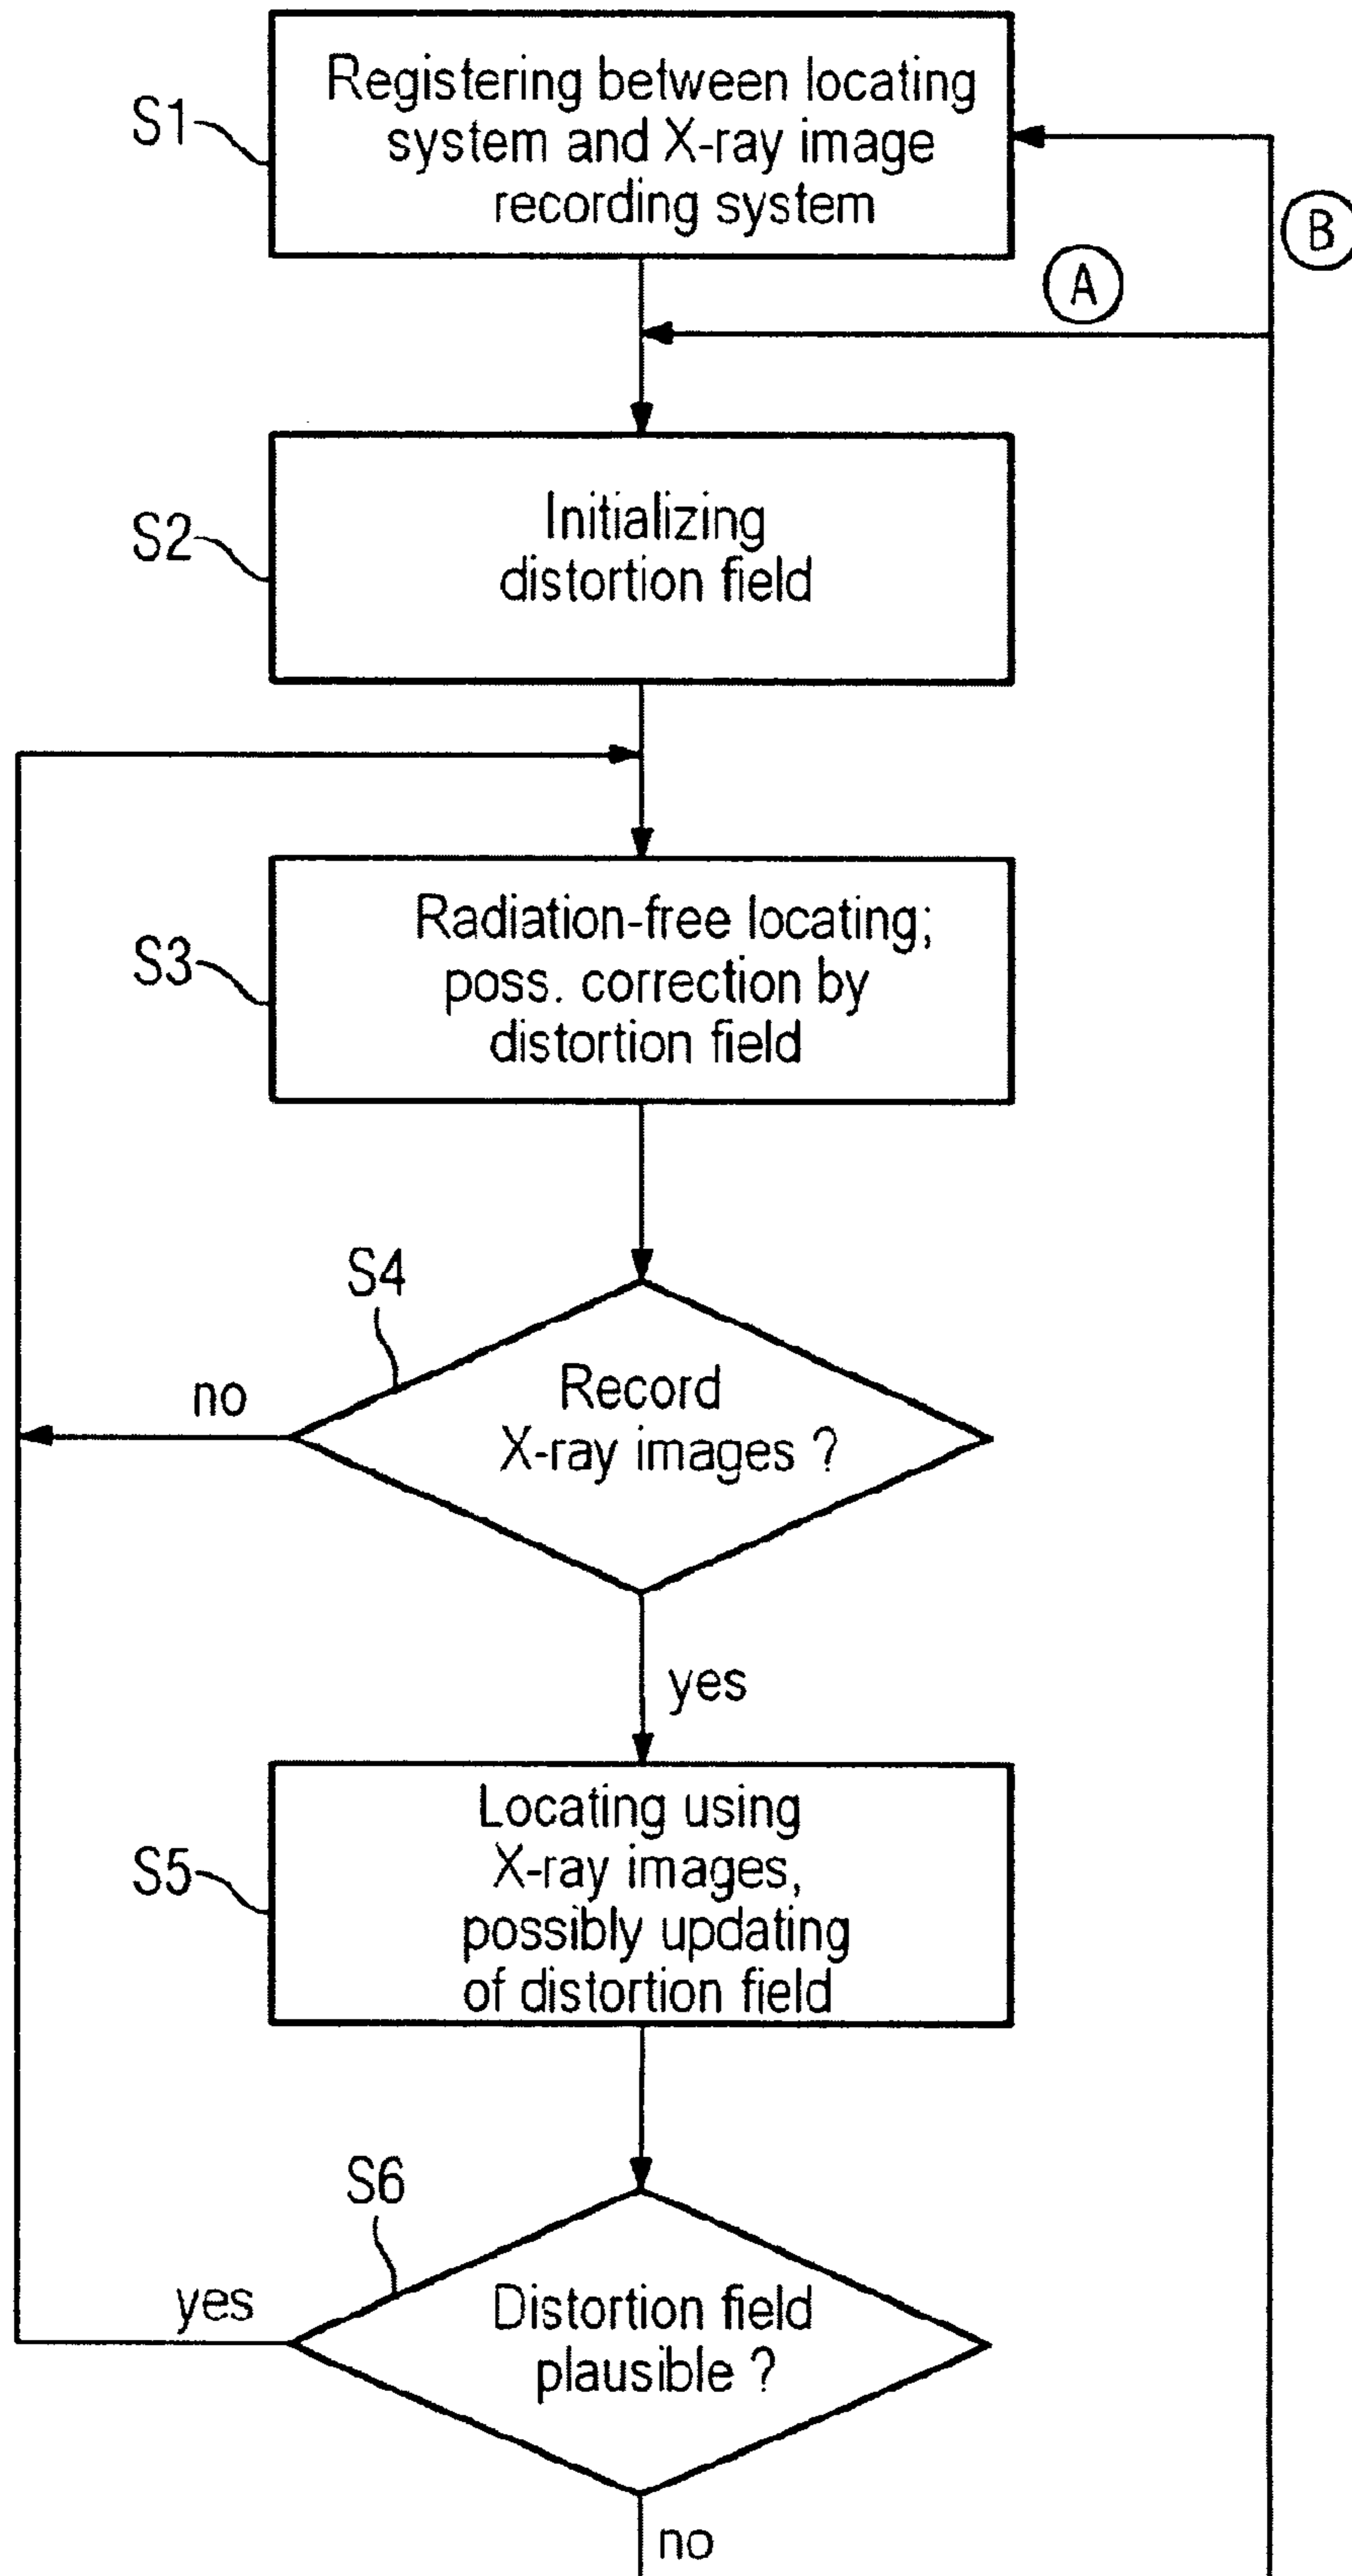 S1
Registering between locating
system and X-ray image
recording system
B
A
S2
Initializing
distortion field
S3
Radiation-free locating;
poss. correction by
distortion field
S4
Record
X-ray images ?
no
yes
S5
Locating using
X-ray images,
possibly updating
of distortion field
S6
Distortion field
plausible ?
yes
no